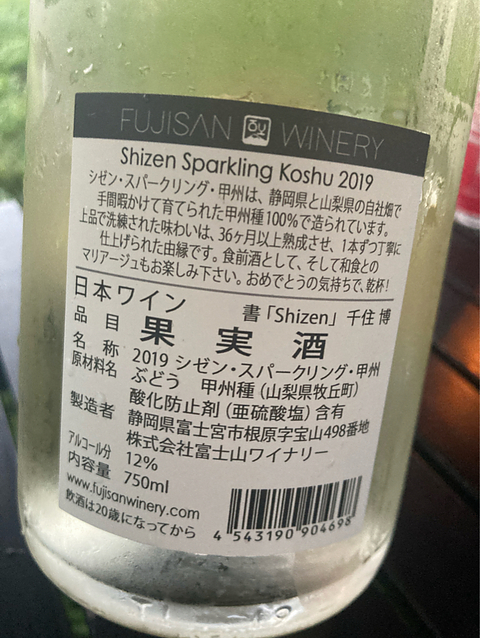 FUJISAN WINERY
Shizen Sparkling Koshu 2019
シゼン・スパークリング・甲州は、静岡県と山梨県の自社畑で
手間暇かけて育てられた甲州種100%で造られています。
上品で洗練された味わいは、36ヶ月以上熟成させ、1本ずつ丁寧に
仕上げられた由縁です。食前酒として、そして和食との
マリアージュもお楽しみ下さい。おめでとうの気持ちで、乾杯!
日本ワイン 書「Shizen」千住 博
品目 果実酒
名称 2019 シゼン・スパークリング・甲州
原材料名 ぶどう 甲州種(山梨県牧丘町)
酸化防止剤(亜硫酸塩)含有
製造者 静岡県富士宮市根原字宝山498番地
株式会社富士山ワイナリー
アルコール分 12%
内容量 750ml
www.fujisanwinery.com
飲酒は20歳になってから
4 543190 904698